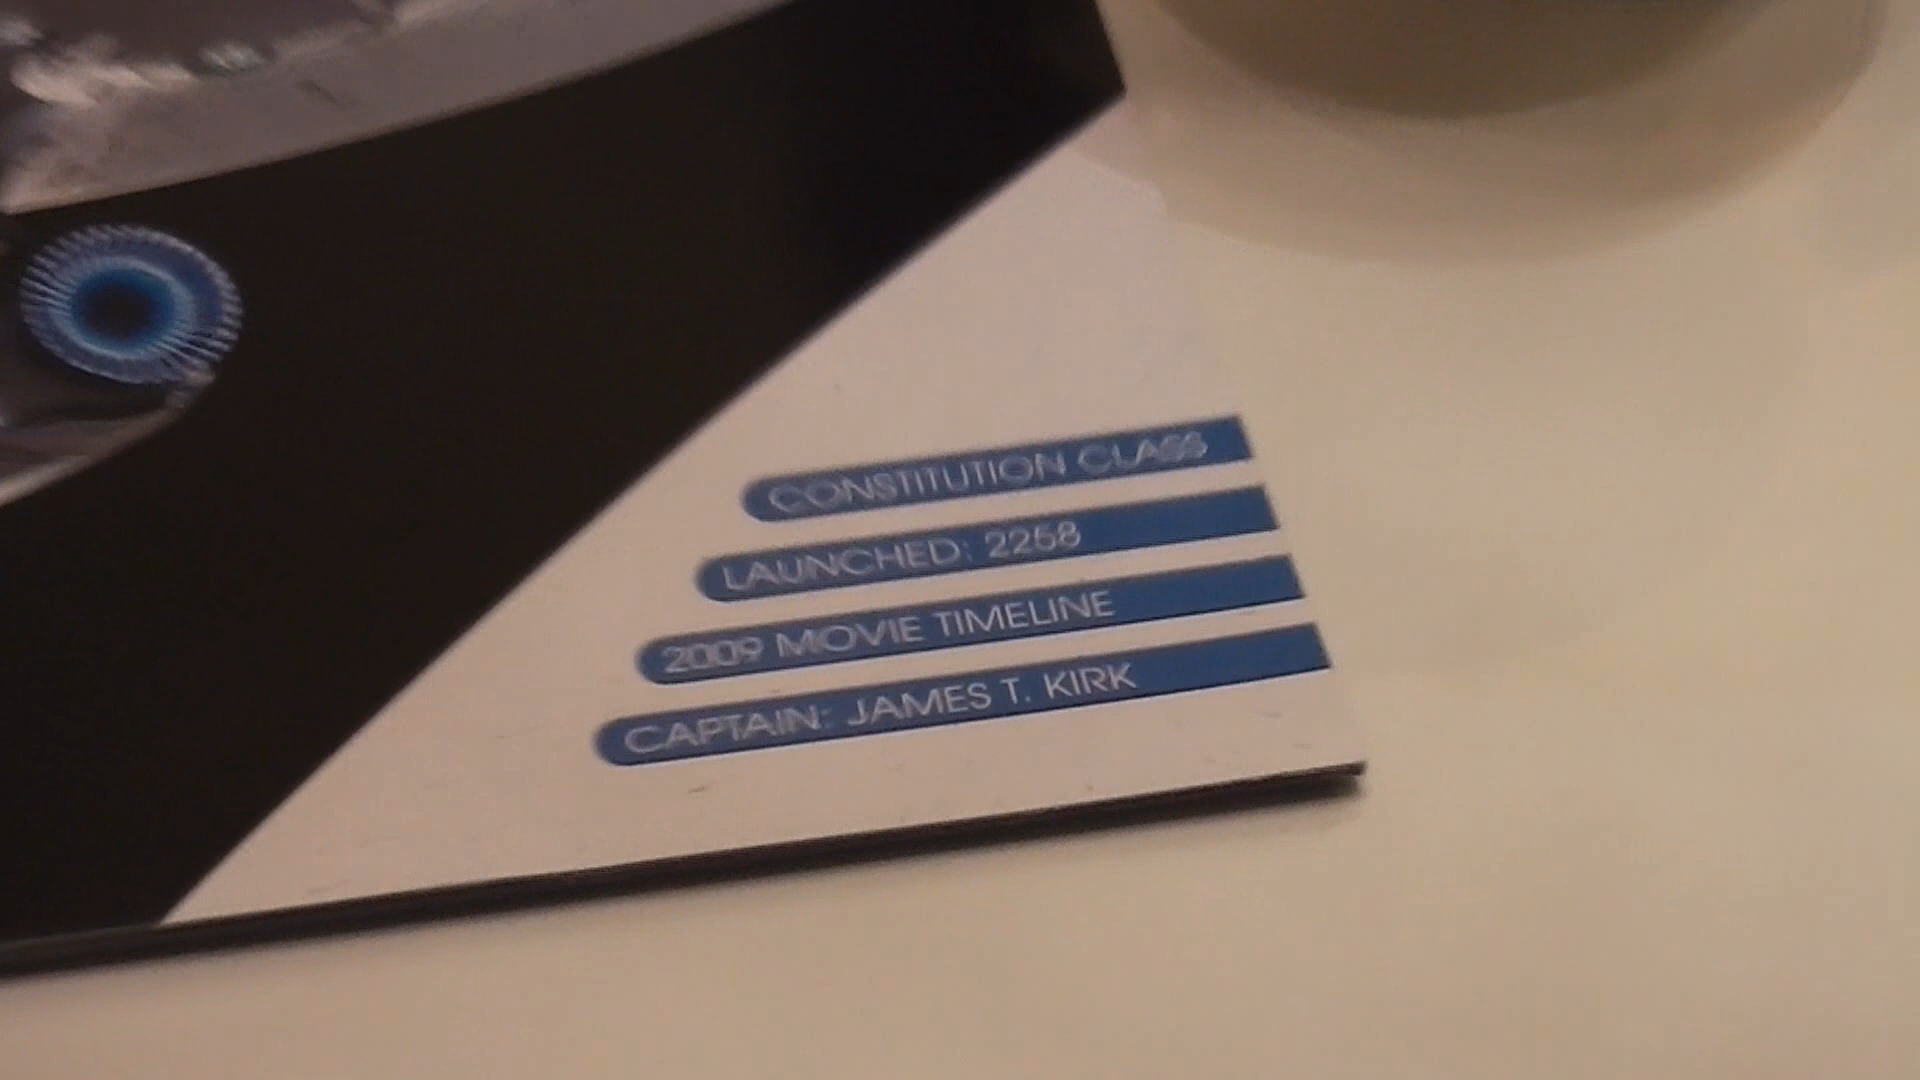 CONSTITUTION CLASS
LAUNCHED: 2258
2009 MOVIE TIMELINE
CAPTAIN: JAMES T. KIRK